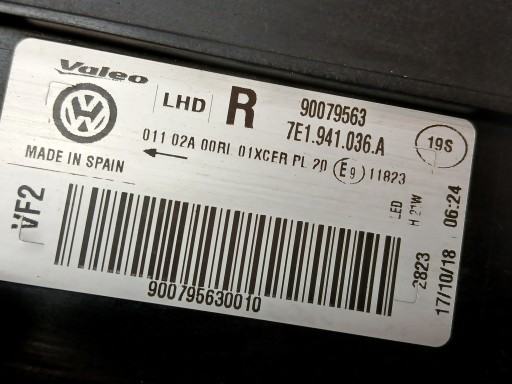 Valeo
LHD
R
90079563
7E1.941.036.A
19S
011 02A 00RL 01XCER PL 20 E9 11823
MADE IN SPAIN
VF2
LED
H 21W
2823
17/10/18 06:24
900795630010